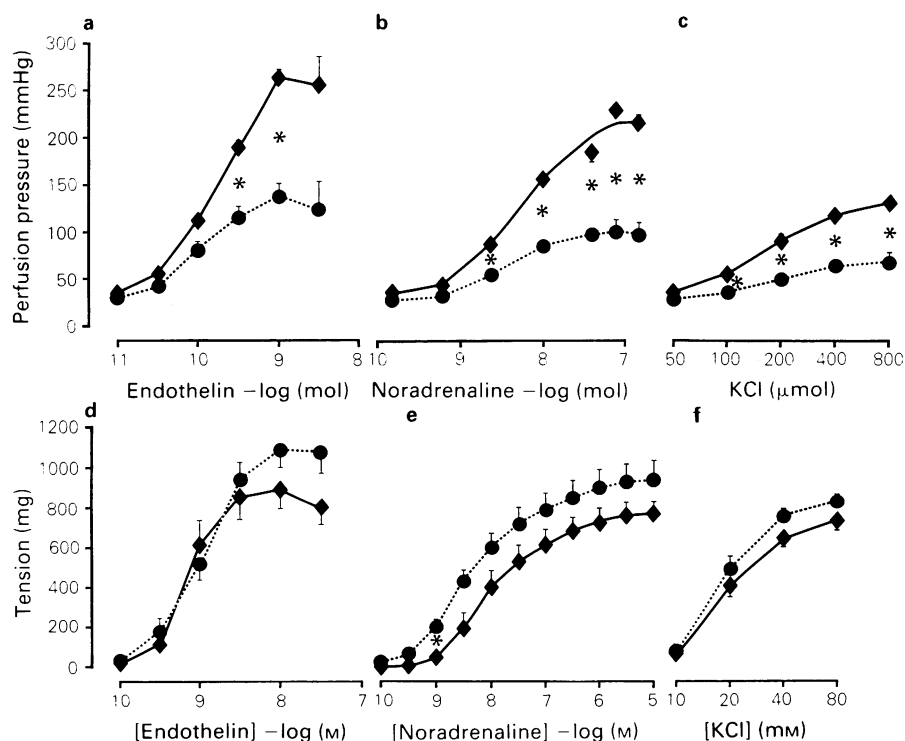 a
b
c
Perfusion pressure (mmHg)
300
250
200
150
100
50
0
11 10 9 8
Endothelin −log (mol)
10 9 8 7
Noradrenaline −log (mol)
50 100 200 400 800
KCl (μmol)
d
e
f
Tension (mg)
1200
1000
800
600
400
200
0
10 9 8 7
[Endothelin] −log (M)
10 9 8 7 6 5
[Noradrenaline] −log (M)
10 20 40 80
[KCl] (mM)
* *
* * * * *
* * * *
*